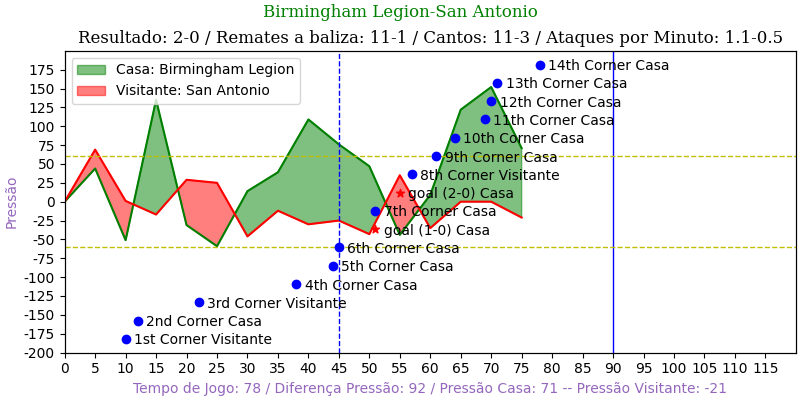 Birmingham Legion-San Antonio
Resultado: 2-0 / Remates a baliza: 11-1 / Cantos: 11-3 / Ataques por Minuto: 1.1-0.5
Casa: Birmingham Legion
Visitante: San Antonio
14th Corner Casa
13th Corner Casa
12th Corner Casa
11th Corner Casa
10th Corner Casa
9th Corner Casa
8th Corner Visitante
goal (2-0) Casa
7th Corner Casa
goal (1-0) Casa
6th Corner Casa
5th Corner Casa
4th Corner Casa
3rd Corner Visitante
2nd Corner Casa
1st Corner Visitante
Pressão
175
150
125
100
75
50
25
0
-25
-50
-75
-100
-125
-150
-175
-200
0 5 10 15 20 25 30 35 40 45 50 55 60 65 70 75 80 85 90 95 100 105 110 115
Tempo de Jogo: 78 / Diferença Pressão: 92 / Pressão Casa: 71 -- Pressão Visitante: -21